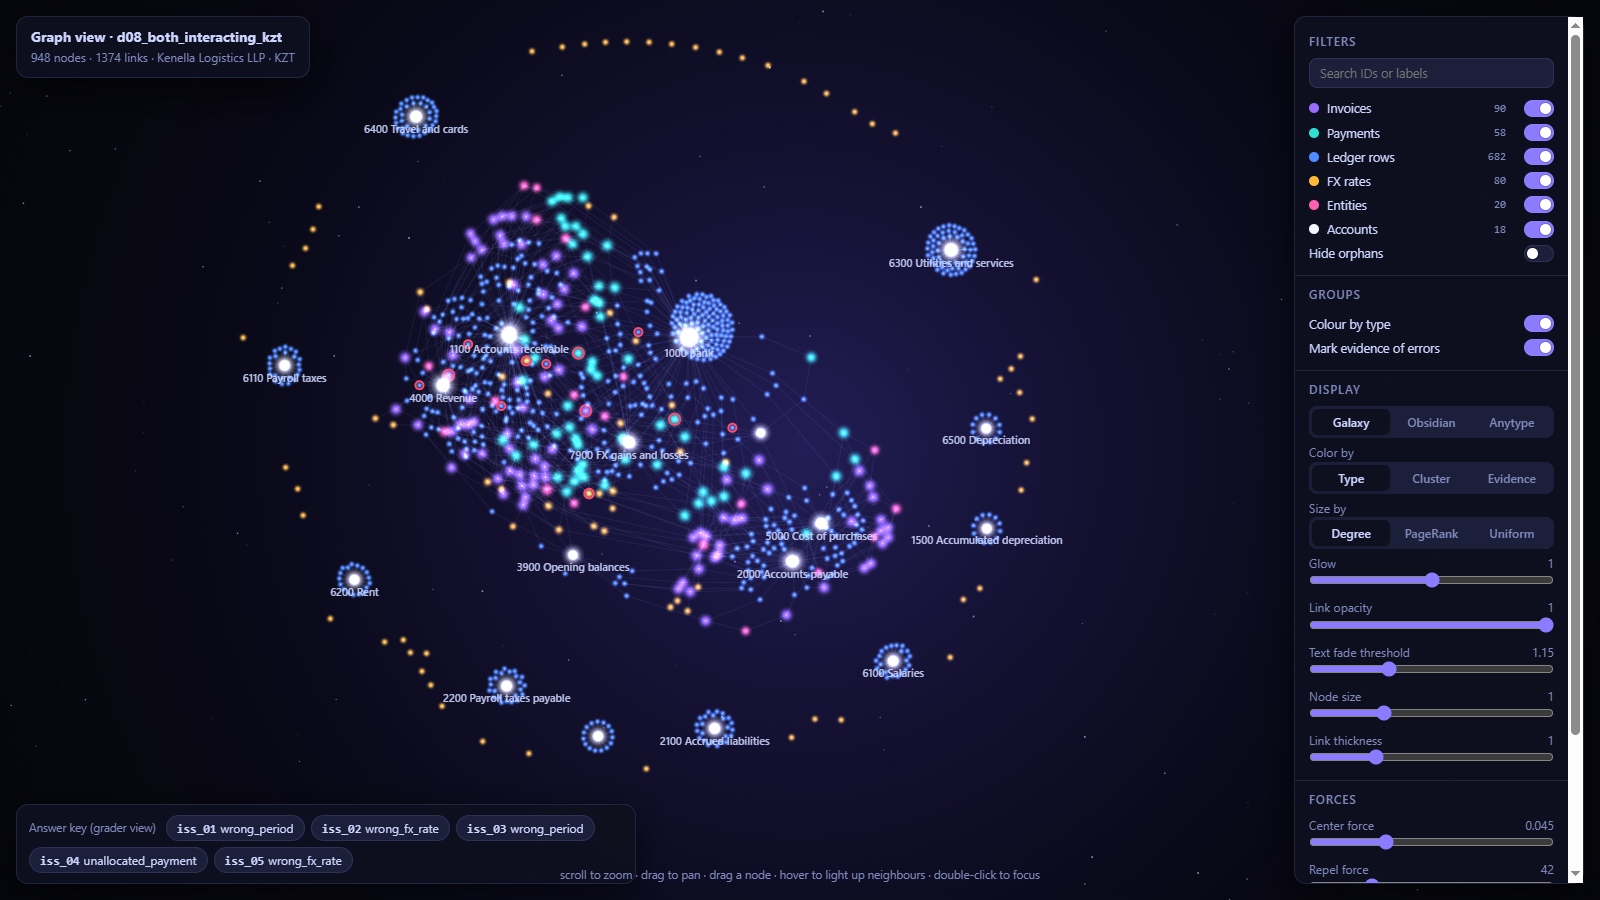 Graph view · d08_both_interacting_kzt
948 nodes · 1374 links · Kenella Logistics LLP · KZT
6400 Travel and cards
6300 Utilities and services
1100 Accounts receivable
1000 Bank
6110 Payroll taxes
4000 Revenue
6500 Depreciation
7900 FX gains and losses
5000 Cost of purchases
1500 Accumulated depreciation
3900 Opening balances
2000 Accounts payable
6200 Rent
6100 Salaries
2200 Payroll taxes payable
2100 Accrued liabilities
Answer key (grader view)
iss_01 wrong_period
iss_02 wrong_fx_rate
iss_03 wrong_period
iss_04 unallocated_payment
iss_05 wrong_fx_rate
scroll to zoom · drag to pan · drag a node · hover to light up neighbours · double-click to focus
FILTERS
Search IDs or labels
Invoices 90
Payments 58
Ledger rows 682
FX rates 80
Entities 20
Accounts 18
Hide orphans
GROUPS
Colour by type
Mark evidence of errors
DISPLAY
Galaxy Obsidian Anytype
Color by
Type Cluster Evidence
Size by
Degree PageRank Uniform
Glow 1
Link opacity 1
Text fade threshold 1.15
Node size 1
Link thickness 1
FORCES
Center force 0.045
Repel force 42